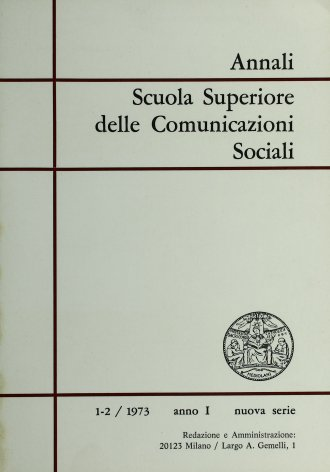 Annali
Scuola Superiore
delle Comunicazioni
Sociali
MEDIOLANI
1-2 / 1973 anno I nuova serie
Redazione e Amministrazione:
20123 Milano / Largo A. Gemelli, 1